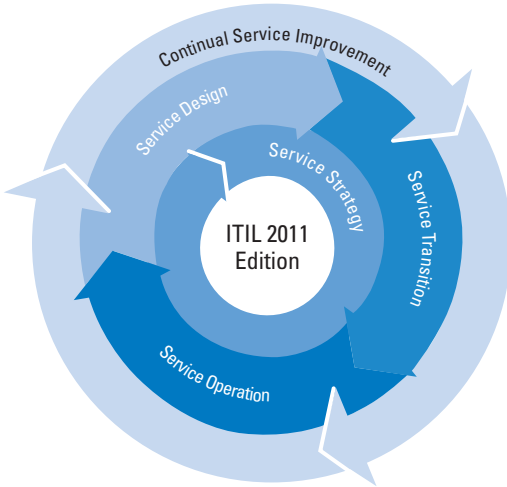 Continual Service Improvement
Service Design
Service Strategy
Service Transition
Service Operation
ITIL 2011
Edition